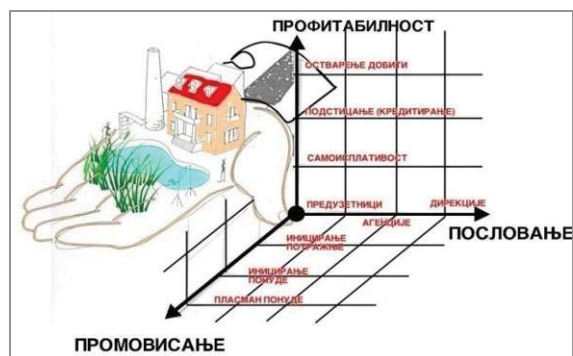 ПРОФИТАБИЛНОСТ
ОСТВАРЕЊЕ ДОБИТИ
ПОДСТИЦАЊЕ (КРЕДИТИРАЊЕ)
САМОИСПЛАТИВОСТ
ПРЕДУЗЕТНИЦИ
ДИРЕКЦИЈЕ
АГЕНЦИЈЕ
ПОСЛОВАЊЕ
ИНИЦИРАЊЕ
ПОТРАЖЊЕ
ИНИЦИРАЊЕ
ПОНУДЕ
ПЛАСМАН ПОНУДЕ
ПРОМОВИСАЊЕ